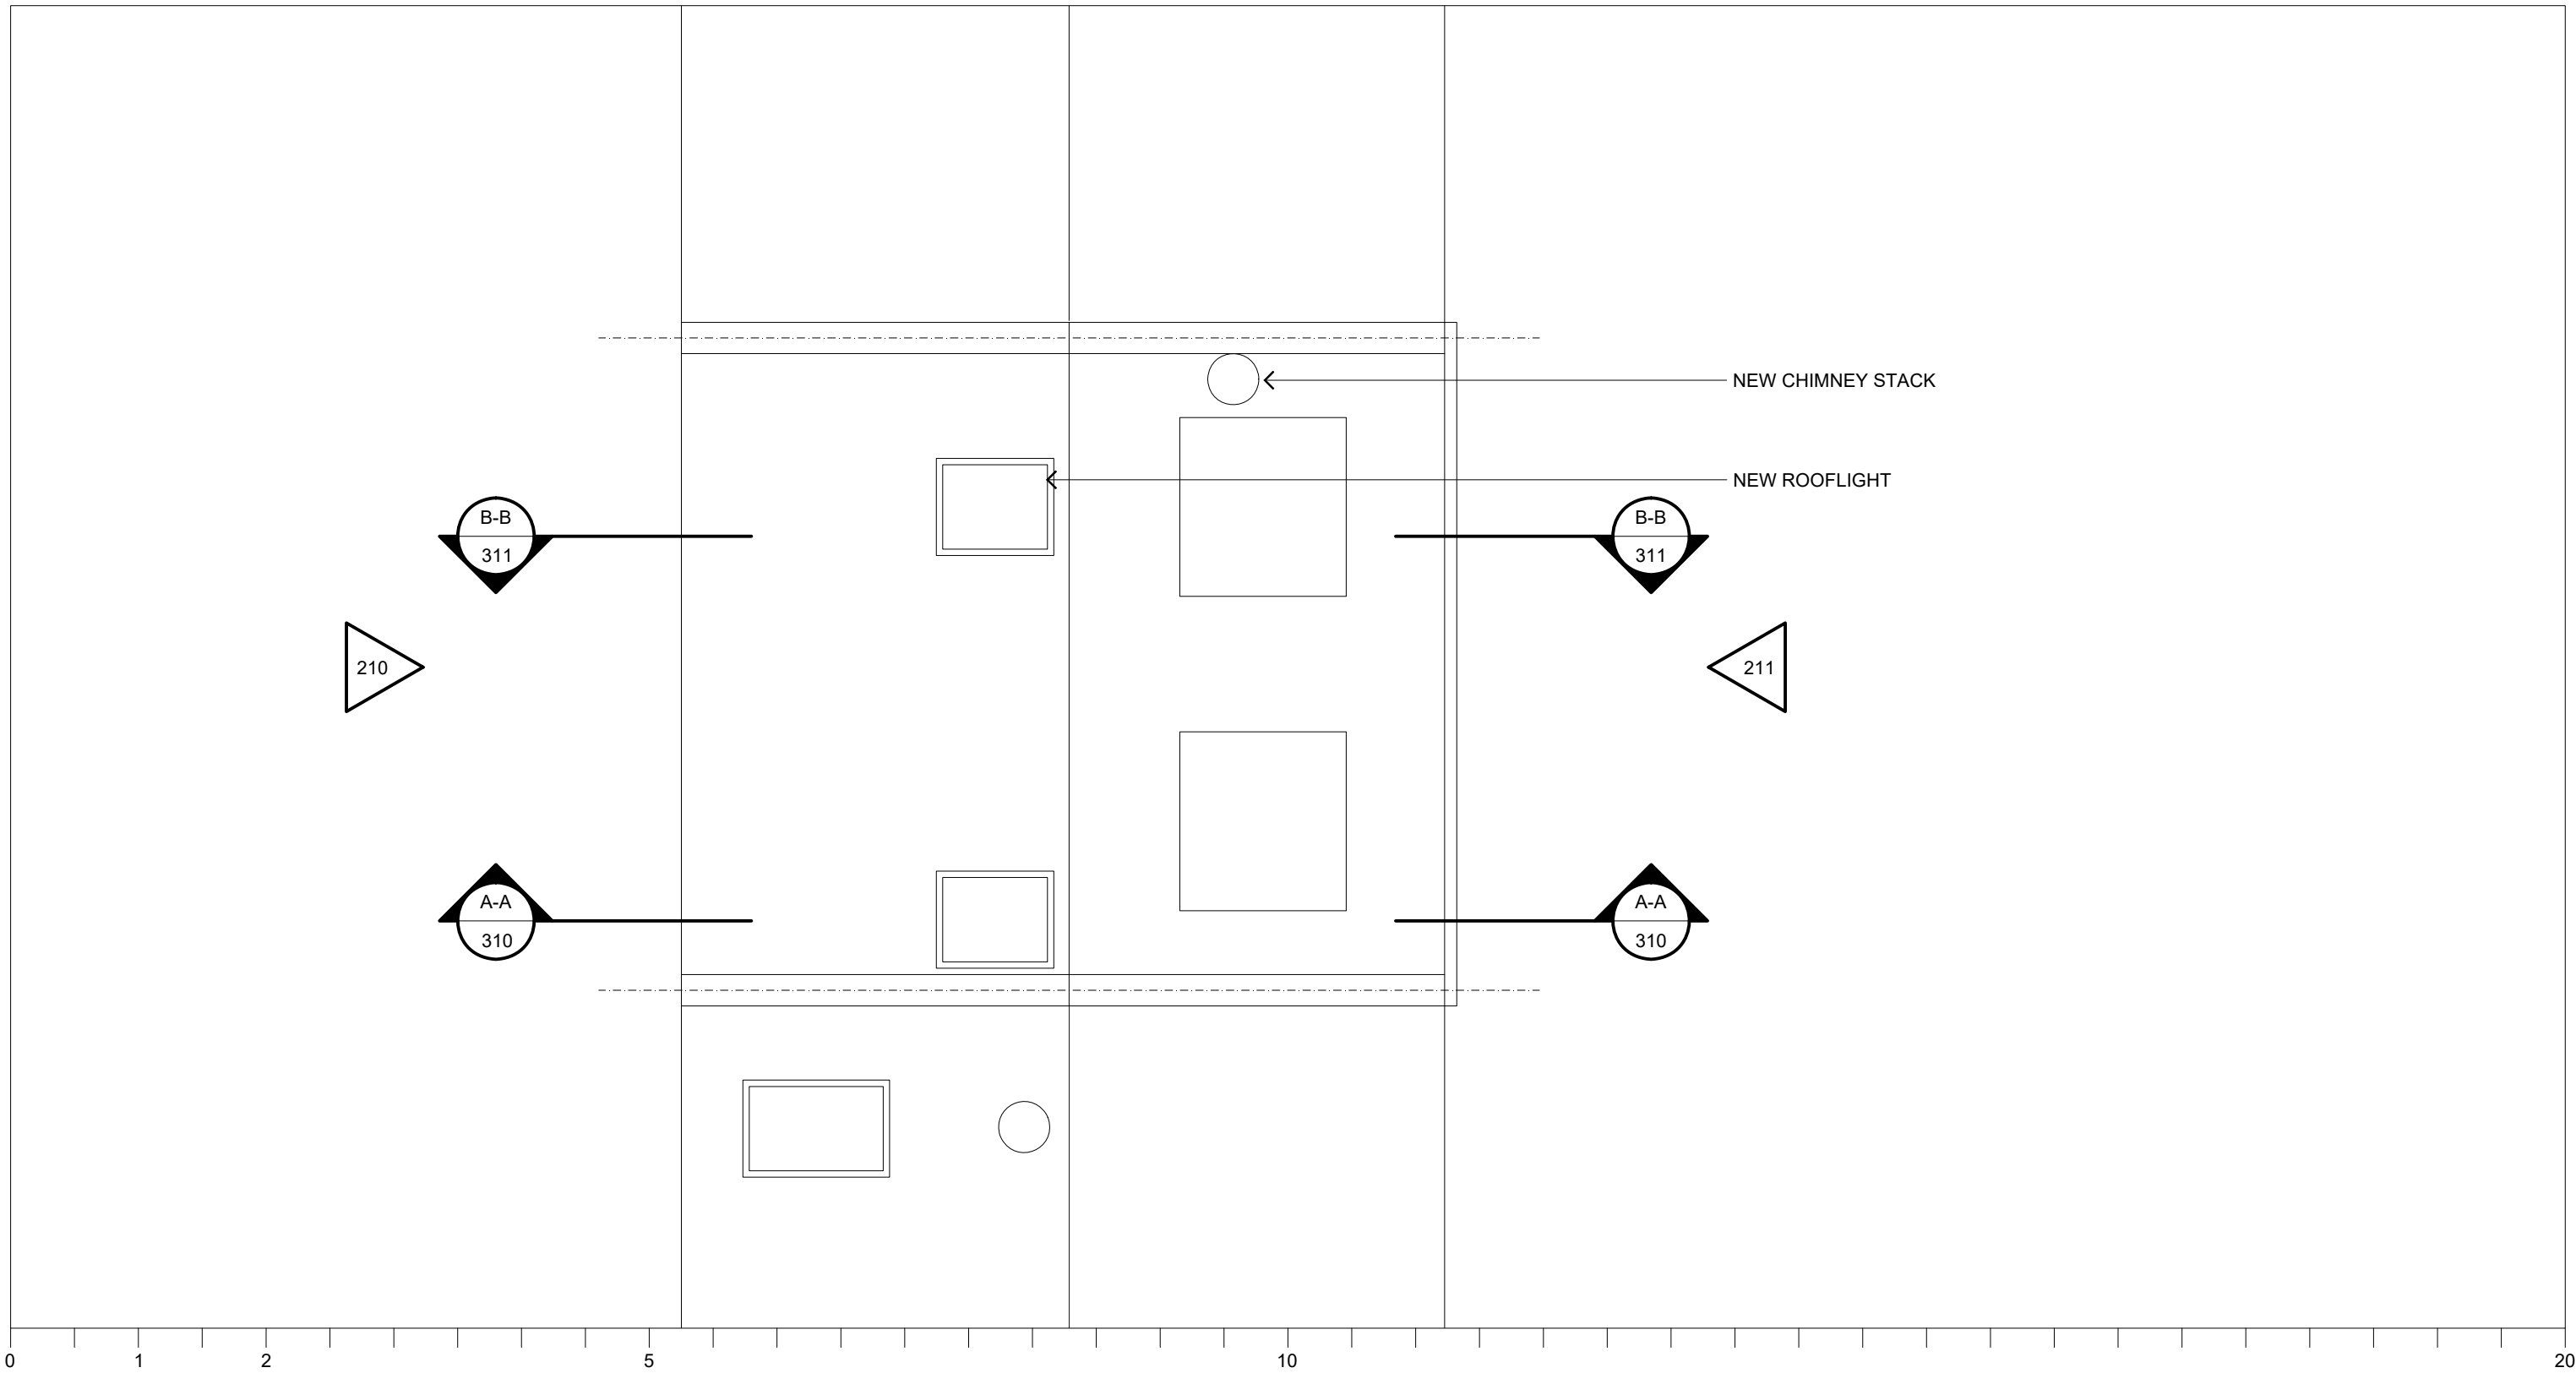 NEW CHIMNEY STACK
NEW ROOFLIGHT
B-B
311
B-B
311
210
211
A-A
310
A-A
310
0 1 2 5 10 20